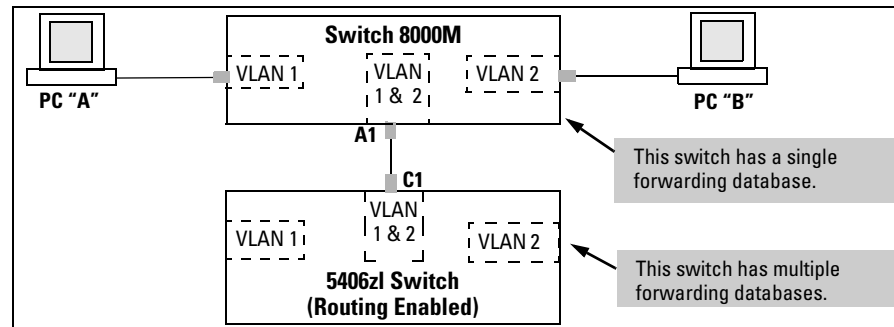 Switch 8000M
VLAN 1
VLAN
1 & 2
VLAN 2
PC “A”
PC “B”
A1
This switch has a single
forwarding database.
C1
VLAN
1 & 2
VLAN 1
VLAN 2
5406zl Switch
(Routing Enabled)
This switch has multiple
forwarding databases.